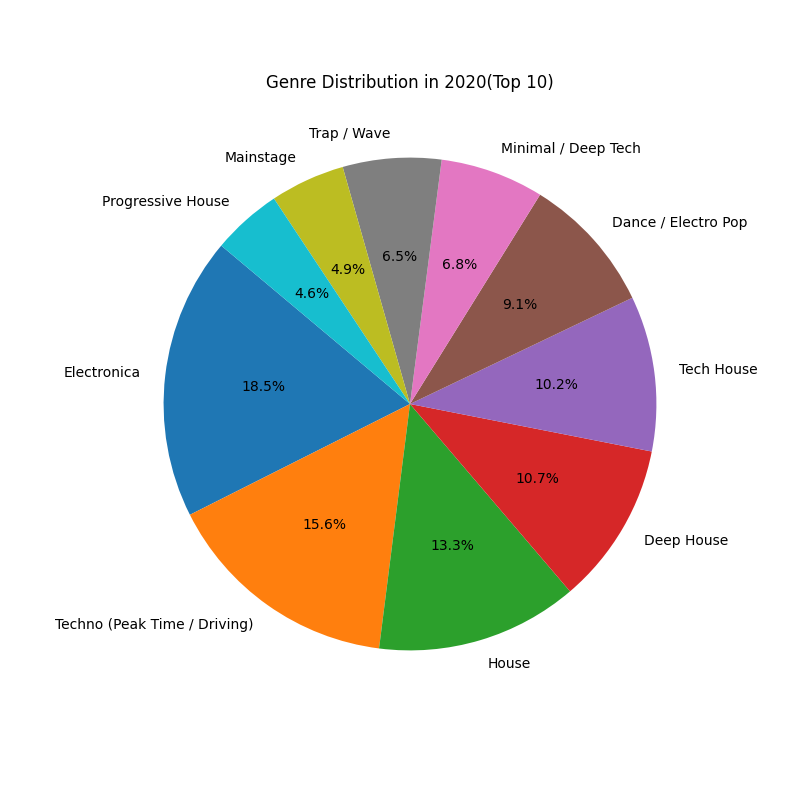 Genre Distribution in 2020(Top 10)
Trap / Wave
Minimal / Deep Tech
Mainstage
Progressive House
Dance / Electro Pop
6.5%
6.8%
4.9%
4.6%
9.1%
Electronica
Tech House
18.5%
10.2%
10.7%
15.6%
13.3%
Deep House
Techno (Peak Time / Driving)
House